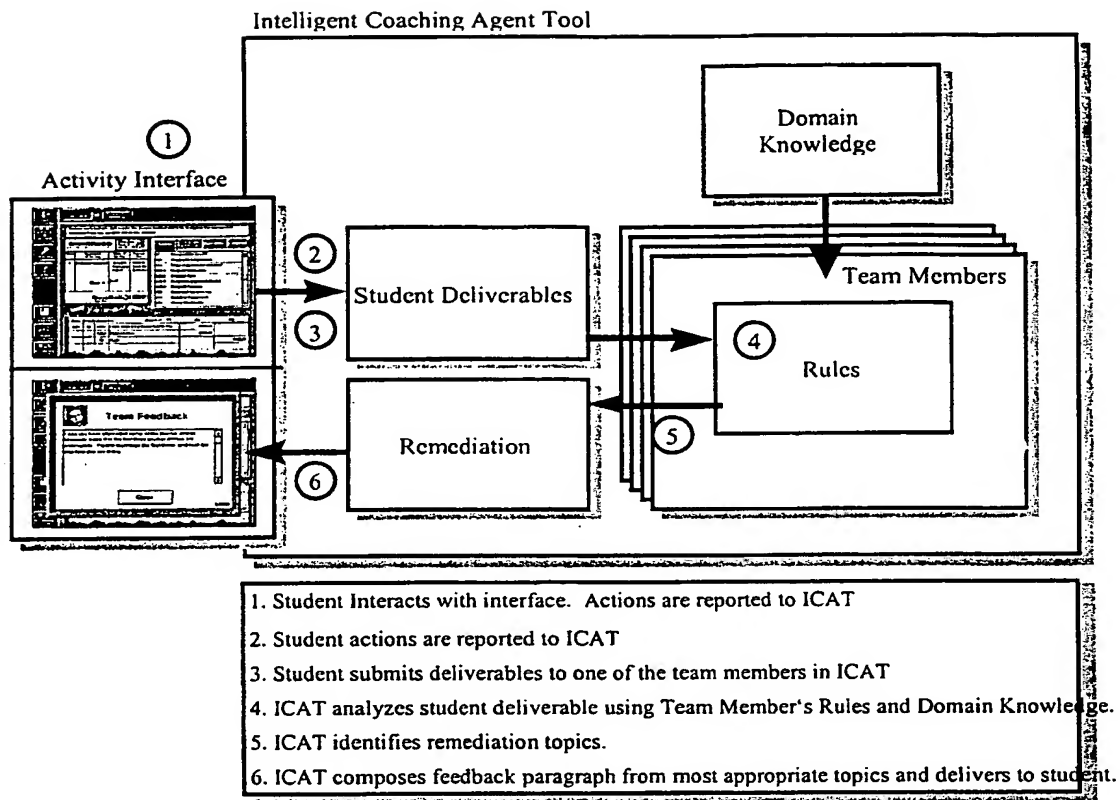 Intelligent Coaching Agent Tool
1
Activity Interface
Domain
Knowledge
2
Student Deliverables
3
Team Members
4
Rules
Team Feedback
Remediation
5
6
1. Student Interacts with interface. Actions are reported to ICAT
2. Student actions are reported to ICAT
3. Student submits deliverables to one of the team members in ICAT
4. ICAT analyzes student deliverable using Team Member's Rules and Domain Knowledge.
5. ICAT identifies remediation topics.
6. ICAT composes feedback paragraph from most appropriate topics and delivers to student.